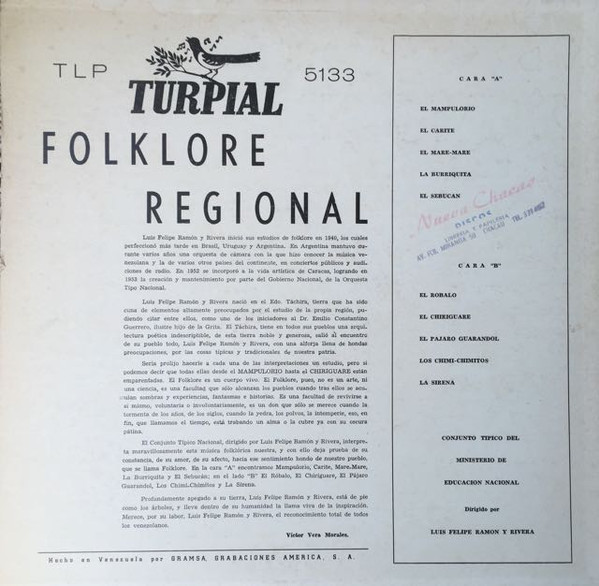 TLP
TURPIAL
5133
FOLKLORE
REGIONAL
Luis Felipe Ramón y Rivera inició sus estudios de folklore en 1940, los cuales
perfeccionó más tarde en Brasil, Uruguay y Argentina. En Argentina mantuvo du-
rante varios años una orquesta de cámara con la que hizo conocer la música ve-
nezolana y la de varios otros países del continente, en conciertos públicos y audi-
ciones de radio. En 1952 se incorporó a la vida artística de Caracas, logrando en
1953 la creación y mantenimiento por parte del Gobierno Nacional, de la Orquesta
Típica Nacional.
Luis Felipe Ramón y Rivera nació en el Edo. Táchira, tierra que ha sido
cuna de elementos altamente preocupados por el estudio de la propia región, pu-
diendo citar entre ellos, como uno de los iniciadores al Dr. Emilio Constantino
Guerrero, ilustre hijo de la Grita. El Táchira, tiene en todos sus pueblos una arqui-
tectura poética indescriptible, de esta tierra noble y generosa, salió al encuentro
de su pueblo todo, Luis Felipe Ramón y Rivera, con una alforja llena de hondas
preocupaciones, por las cosas típicas y tradicionales de nuestra patria.
Sería prolijo hacerle a cada una de las interpretaciones un estudio, pero sí
podemos decir que todas ellas desde el MAMPULORIO hasta el CHIRIGUARE están
emparentadas. El Folklore es un cuerpo vivo. El Folklore, pues, no es un arte, ni
una ciencia, es una facultad que sólo alcanzan los pueblos cuando tras ellos se acu-
mulan sombras y experiencias, fantasmas e historias. Es una facultad de revivirse a
sí mismo, voluntaria o involuntariamente, es un don que sólo se merece cuando la
tormenta de los años, de los siglos, cuando la yedra, los polvos, la intemperie, eso, en
fin, que llamamos el tiempo, está trabando un alma o la cubre ya con su oscura
pátina.
El Conjunto Típico Nacional, dirigido por Luis Felipe Ramón y Rivera, interpre-
ta maravillosamente esta música folklórica nuestra, y con ello deja prueba de su
constancia, de su amor, de su afecto, hacia ese sentimiento hondo de nuestro pueblo,
que se llama Folklore. En la cara "A" encontramos Mampulorio, Carite, Mare-Mare,
La Burriquita y El Sebucán; en el lado "B" El Róbalo, El Chiriguare, El Pájaro
Guarandol, Los Chimi-Chimitos y La Sirena.
Profundamente apegado a su tierra, Luis Felipe Ramón y Rivera, está de pie
como los árboles, y lleva dentro de su humanidad la llama viva de la inspiración.
Merece, por su labor, Luis Felipe Ramón y Rivera, el reconocimiento total de todos
los venezolanos.
Víctor Vera Morales.
Hecho en Venezuela por GRAMSA, GRABACIONES AMERICA, S. A.
CARA "A"
EL MAMPULORIO
EL CARITE
EL MARE-MARE
LA BURRIQUITA
EL SEBUCAN
Nueva Chacao
DISCOS
LIBRERIA Y PAPELERIA
AV. FCO. MIRANDA 50 CHACAO
CARA "B"
EL ROBALO
EL CHIRIGUARE
EL PAJARO GUARANDOL
LOS CHIMI-CHIMITOS
LA SIRENA
CONJUNTO TIPICO DEL
MINISTERIO DE
EDUCACION NACIONAL
Dirigido por
LUIS FELIPE RAMON Y RIVERA